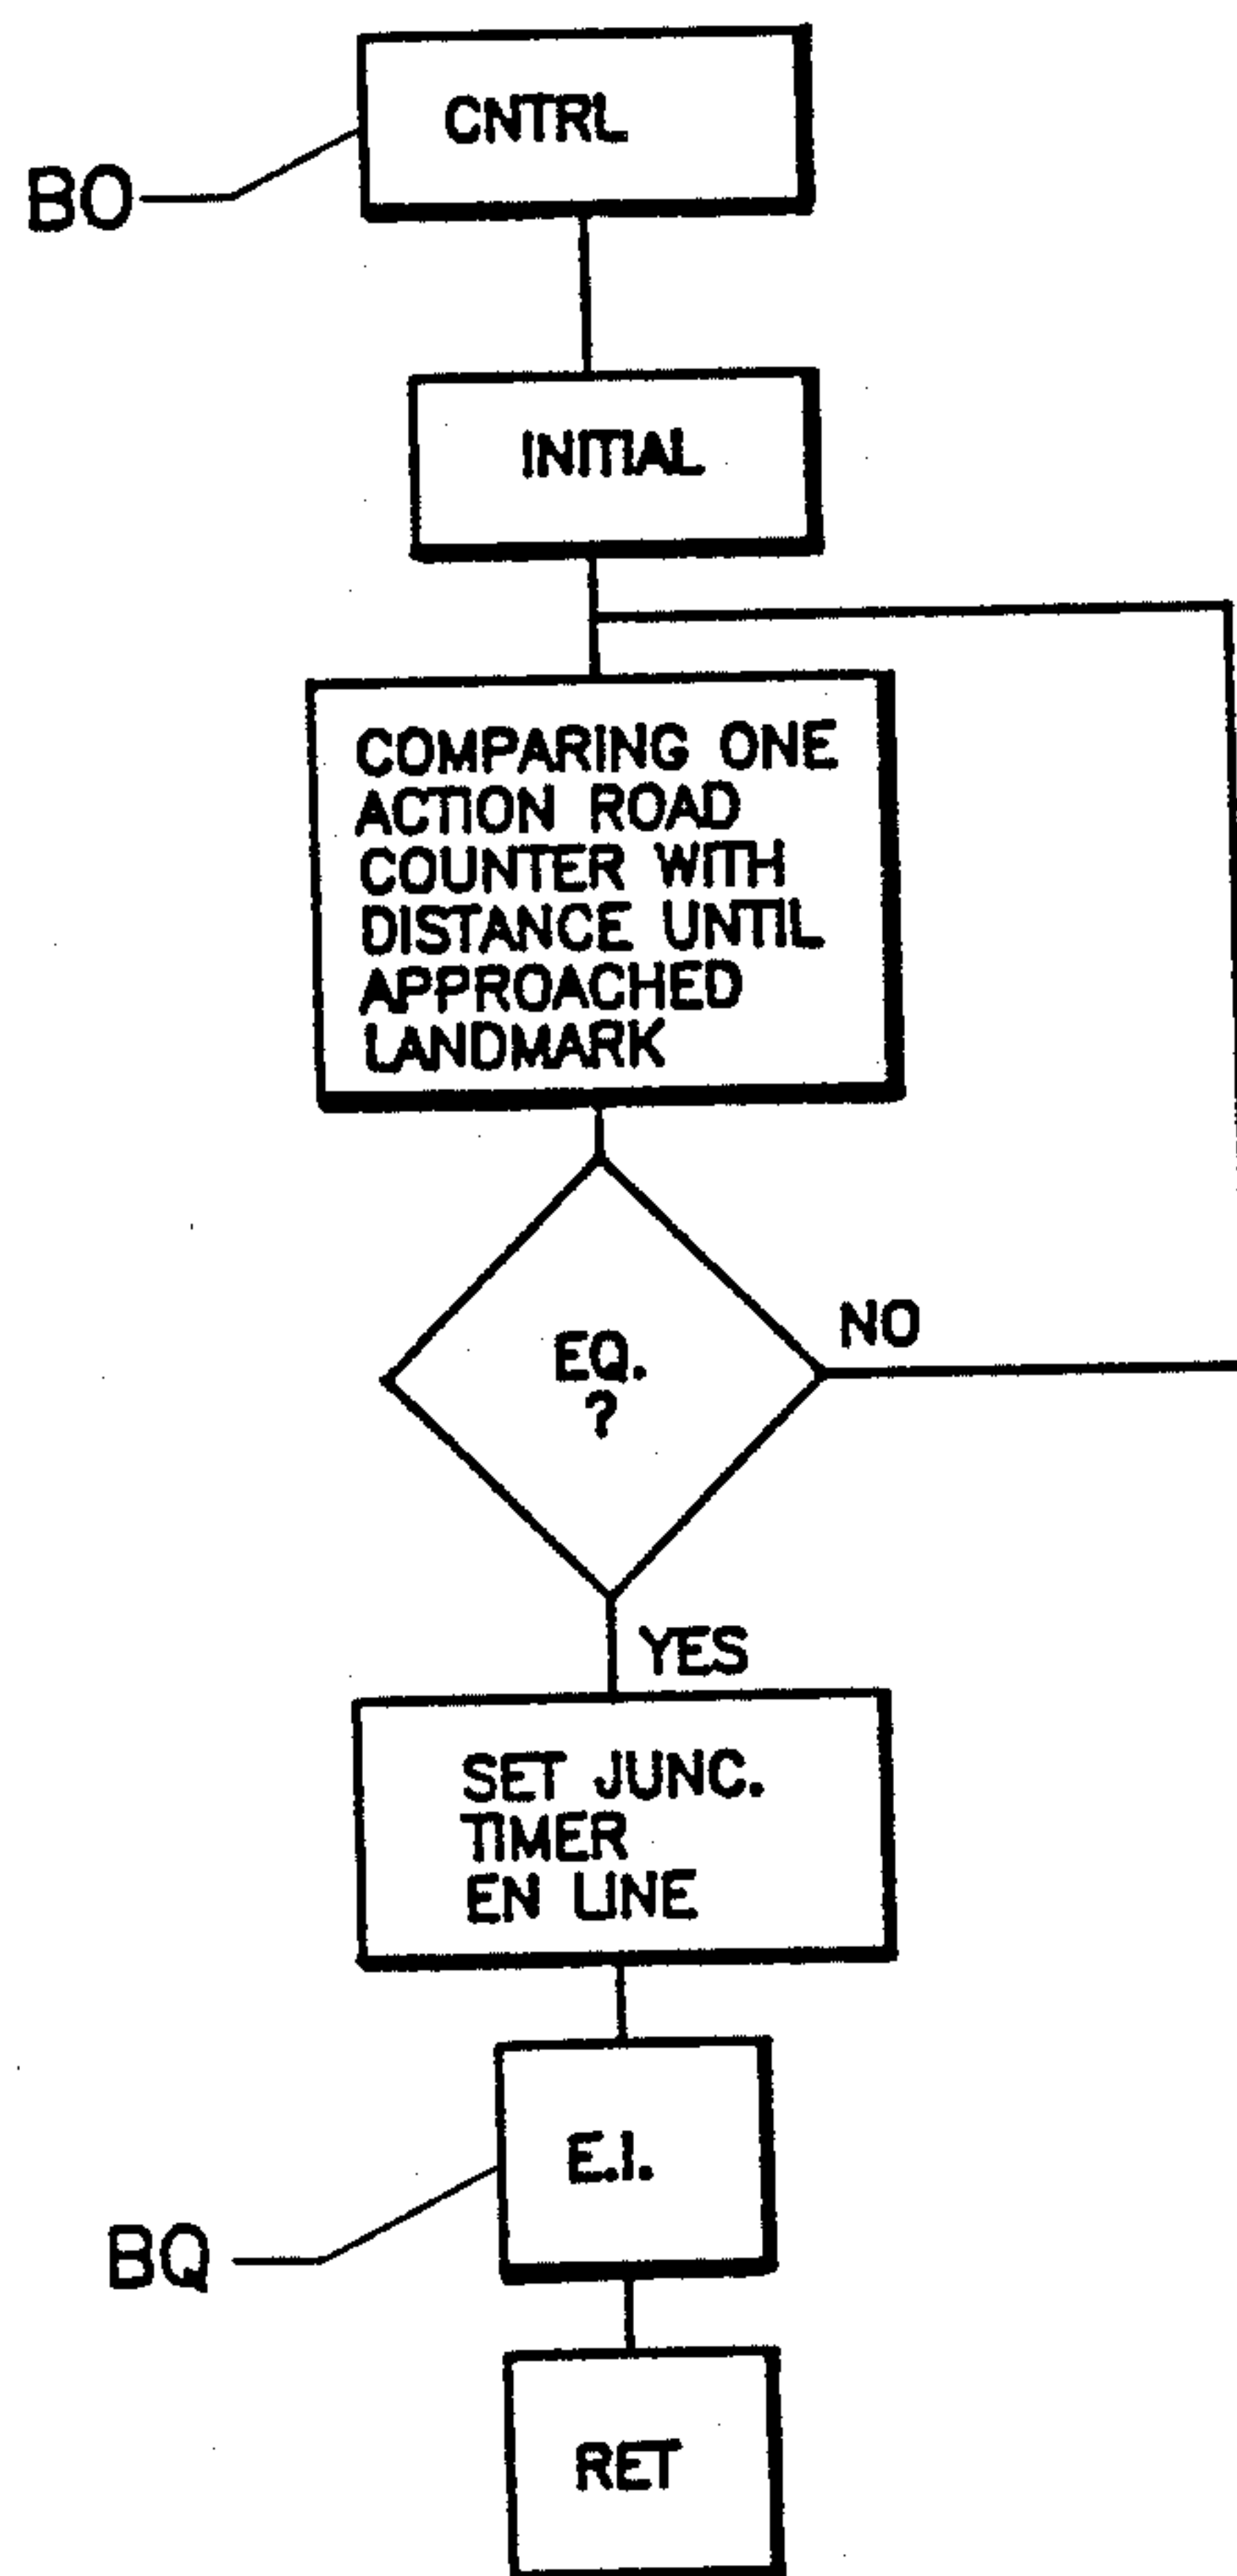 CNTRL
BO
INITIAL
COMPARING ONE
ACTION ROAD
COUNTER WITH
DISTANCE UNTIL
APPROACHED
LANDMARK
EQ.
?
NO
YES
SET JUNC.
TIMER
EN LINE
E.I.
BQ
RET